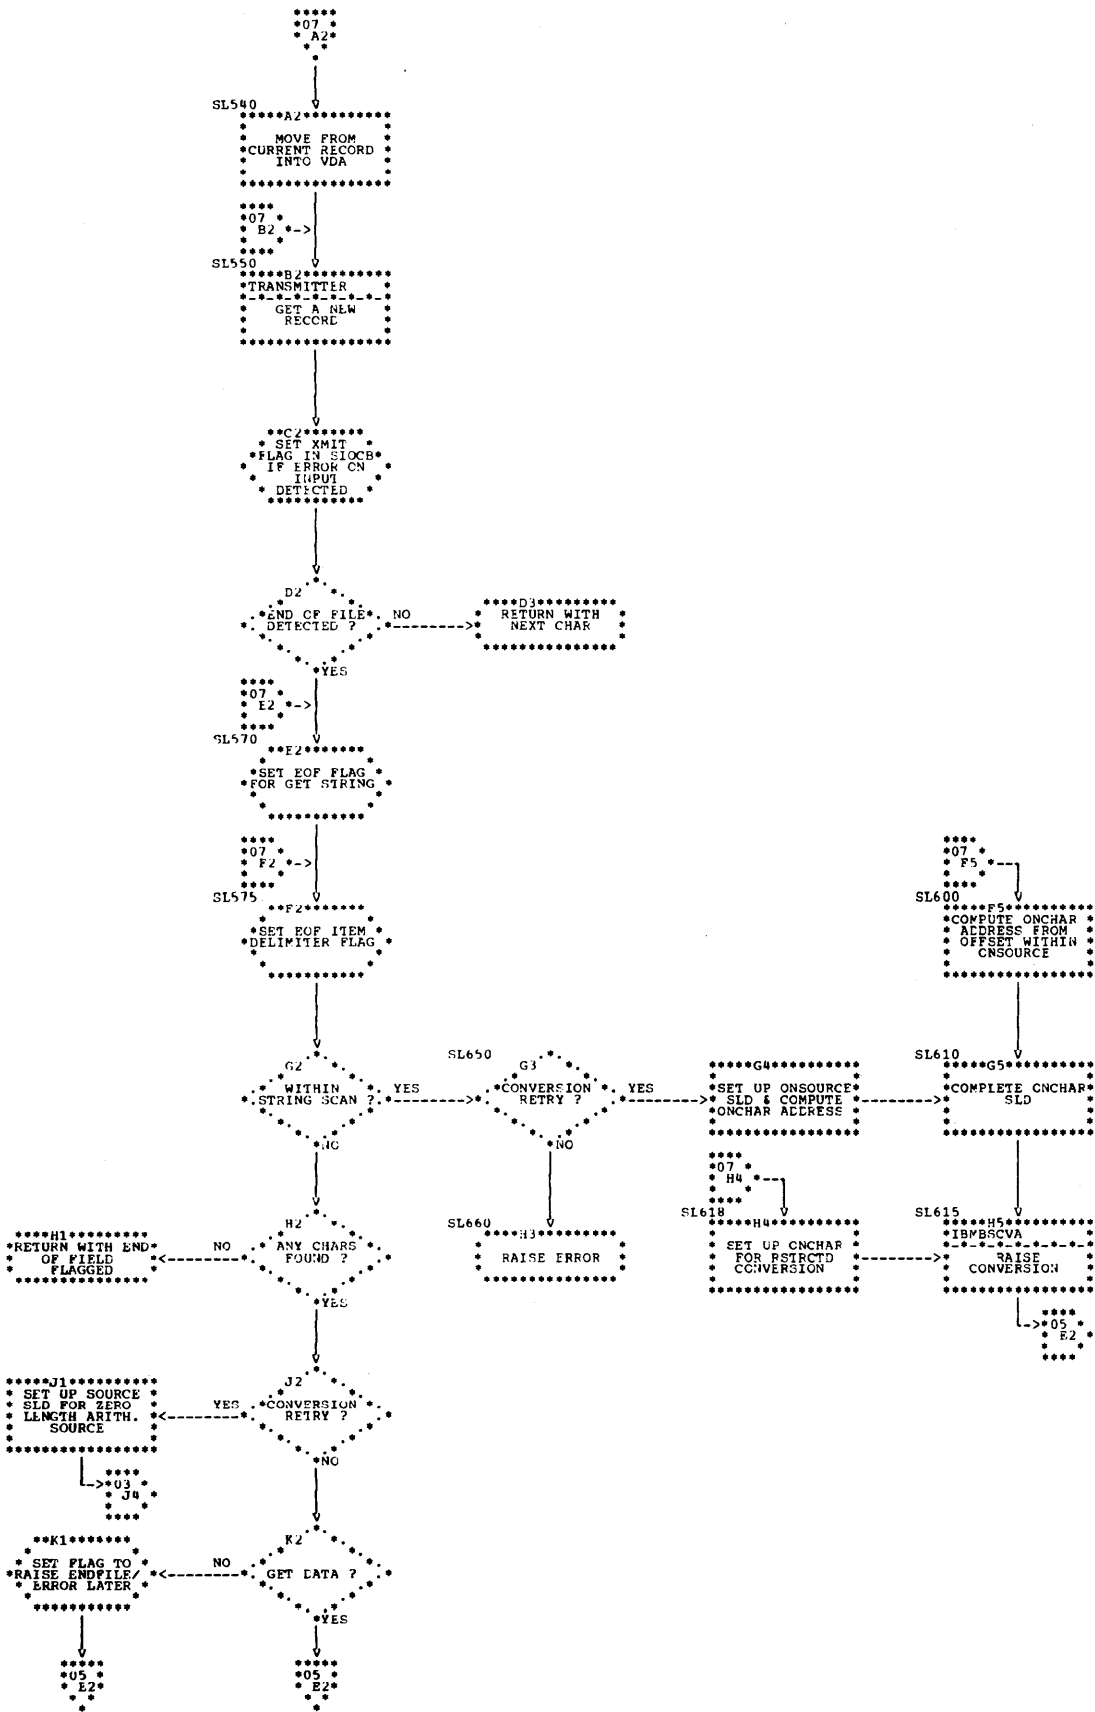 07
A2
SL540
A2
MOVE FROM
CURRENT RECORD
INTO VDA
07
B2
SL550
B2
TRANSMITTER
GET A NEW
RECORD
C2
SET XMIT
FLAG IN SIOCB
IF ERROR ON
INPUT
DETECTED
D2
END OF FILE
DETECTED ?
NO
D3
RETURN WITH
NEXT CHAR
YES
07
E2
SL570
E2
SET EOF FLAG
FOR GET STRING
07
F2
SL575
F2
SET EOF ITEM
DELIMITER FLAG
07
F5
SL600
F5
COMPUTE ONCHAR
ADDRESS FROM
OFFSET WITHIN
ONSOURCE
G2
WITHIN
STRING SCAN ?
YES
SL650
G3
CONVERSION
RETRY ?
YES
G4
SET UP ONSOURCE
SLD & COMPUTE
ONCHAR ADDRESS
SL610
G5
COMPLETE ONCHAR
SLD
NO
NO
07
H4
H1
RETURN WITH END
OF FIELD
FLAGGED
NO
H2
ANY CHARS
FOUND ?
SL660
H3
RAISE ERROR
SL618
H4
SET UP ONCHAR
FOR RSTRCTD
CONVERSION
SL615
H5
IBMBSCVA
RAISE
CONVERSION
YES
05
E2
J1
SET UP SOURCE
SLD FOR ZERO
LENGTH ARITH.
SOURCE
YES
J2
CONVERSION
RETRY ?
NO
03
J4
K1
SET FLAG TO
RAISE ENDFILE/
ERROR LATER
NO
K2
GET DATA ?
YES
05
E2
05
E2